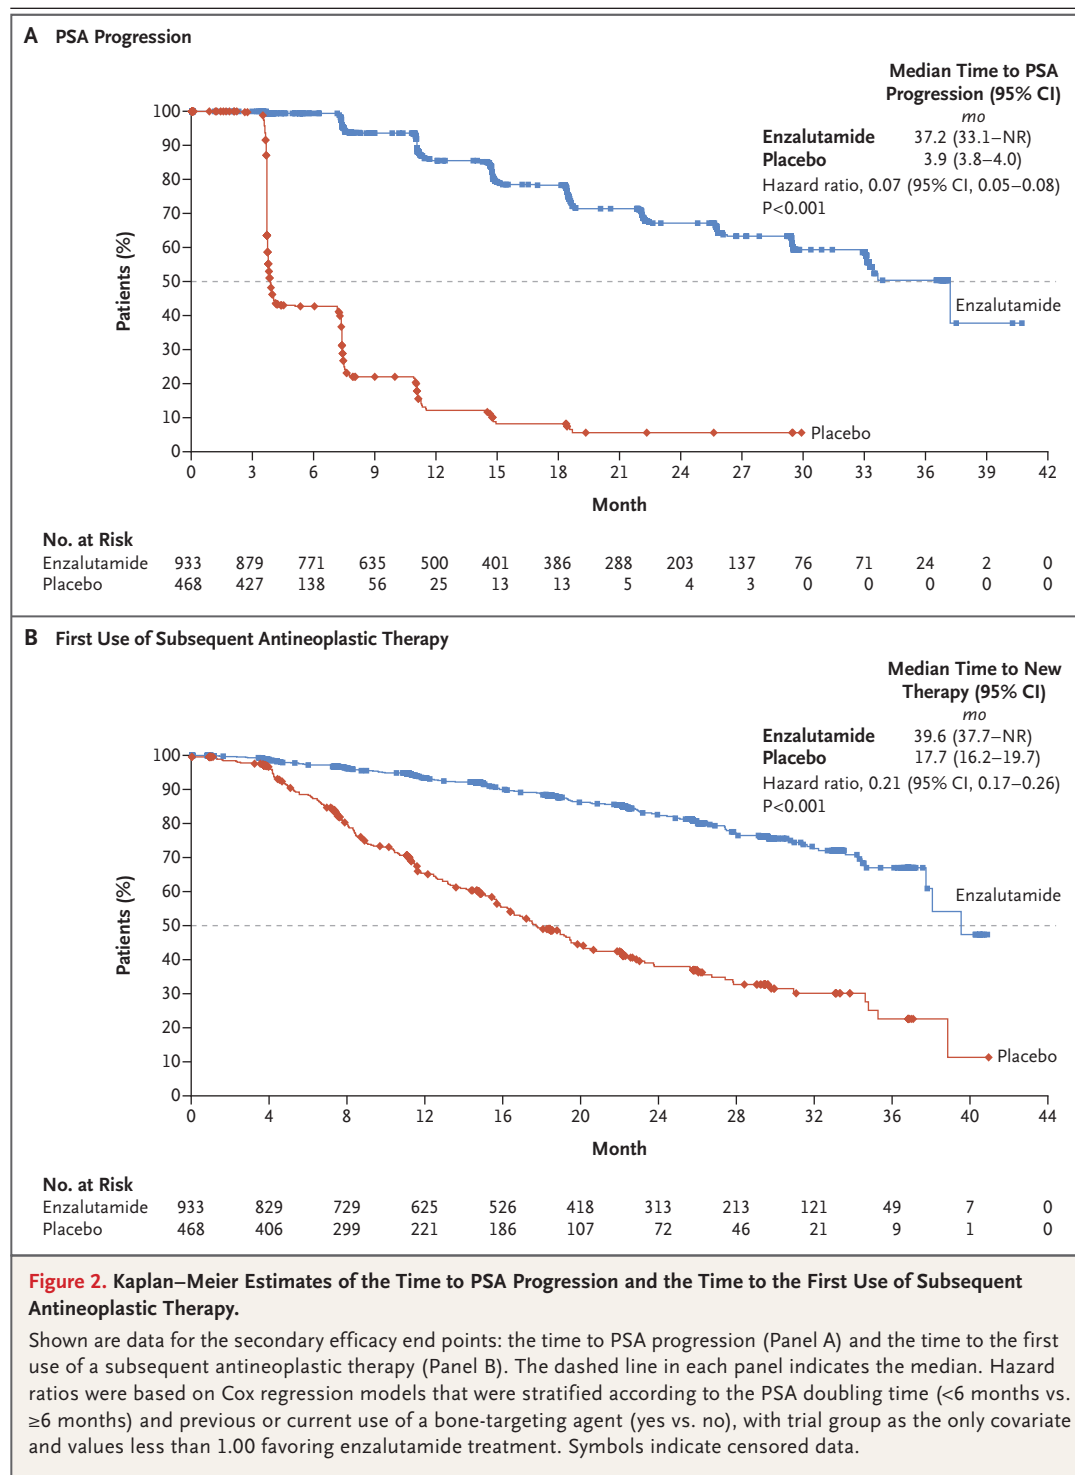 A PSA Progression
Median Time to PSA
Progression (95% CI)
mo
Enzalutamide 37.2 (33.1–NR)
Placebo 3.9 (3.8–4.0)
Hazard ratio, 0.07 (95% CI, 0.05–0.08)
P<0.001
Patients (%)
100
90
80
70
60
50
40
30
20
10
0
Enzalutamide
Placebo
0 3 6 9 12 15 18 21 24 27 30 33 36 39 42
Month
No. at Risk
Enzalutamide 933 879 771 635 500 401 386 288 203 137 76 71 24 2 0
Placebo 468 427 138 56 25 13 13 5 4 3 0 0 0 0 0
B First Use of Subsequent Antineoplastic Therapy
Median Time to New
Therapy (95% CI)
mo
Enzalutamide 39.6 (37.7–NR)
Placebo 17.7 (16.2–19.7)
Hazard ratio, 0.21 (95% CI, 0.17–0.26)
P<0.001
Patients (%)
100
90
80
70
60
50
40
30
20
10
0
Enzalutamide
Placebo
0 4 8 12 16 20 24 28 32 36 40 44
Month
No. at Risk
Enzalutamide 933 829 729 625 526 418 313 213 121 49 7 0
Placebo 468 406 299 221 186 107 72 46 21 9 1 0
Figure 2. Kaplan–Meier Estimates of the Time to PSA Progression and the Time to the First Use of Subsequent
Antineoplastic Therapy.
Shown are data for the secondary efficacy end points: the time to PSA progression (Panel A) and the time to the first
use of a subsequent antineoplastic therapy (Panel B). The dashed line in each panel indicates the median. Hazard
ratios were based on Cox regression models that were stratified according to the PSA doubling time (<6 months vs.
≥6 months) and previous or current use of a bone-targeting agent (yes vs. no), with trial group as the only covariate
and values less than 1.00 favoring enzalutamide treatment. Symbols indicate censored data.